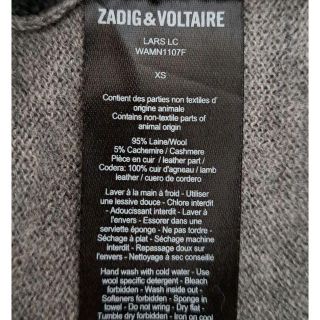 ZADIG & VOLTAIRE
LARS LC
WAMN1107F
XS
Contient des parties non textiles d'
origine animale
Contains non-textile parts of
animal origin
95% Laine/Wool
5% Cachemire / Cashmere
Pièce en cuir / leather part /
Codera: 100% cuir d'agneau / lamb
leather / cuero de cordero
Laver à la main à froid - Utiliser
une lessive douce - Chlore interdit
- Adoucissant interdit - Laver à
l'envers - Essorer dans une
serviette éponge - Ne pas tordre -
Séchage à plat - Séchage machine
interdit - Repassage doux sur
l'envers - Nettoyage à sec conseillé
Hand wash with cold water - Use
wool specific detergent - Bleach
forbidden - Wash inside out -
Softeners forbidden - Sponge in
towel - Do not wring - Dry flat -
Tumble dry forbidden - Cool iron